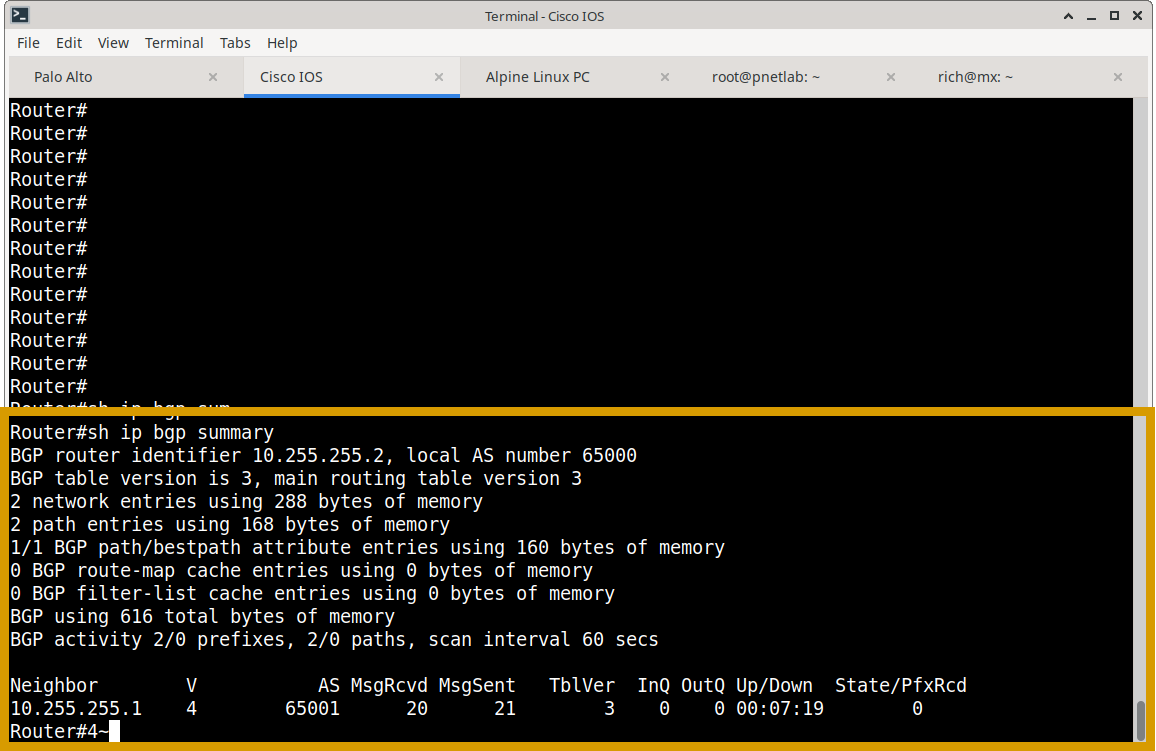 Terminal - Cisco IOS
File Edit View Terminal Tabs Help
Palo Alto Cisco IOS Alpine Linux PC root@pnetlab: ~ rich@mx: ~
Router#
Router#
Router#
Router#
Router#
Router#
Router#
Router#
Router#
Router#
Router#
Router#
Router#
Router#sh ip bgp sum
Router#sh ip bgp summary
BGP router identifier 10.255.255.2, local AS number 65000
BGP table version is 3, main routing table version 3
2 network entries using 288 bytes of memory
2 path entries using 168 bytes of memory
1/1 BGP path/bestpath attribute entries using 160 bytes of memory
0 BGP route-map cache entries using 0 bytes of memory
0 BGP filter-list cache entries using 0 bytes of memory
BGP using 616 total bytes of memory
BGP activity 2/0 prefixes, 2/0 paths, scan interval 60 secs
Neighbor V AS MsgRcvd MsgSent TblVer InQ OutQ Up/Down State/PfxRcd
10.255.255.1 4 65001 20 21 3 0 0 00:07:19 0
Router#4~